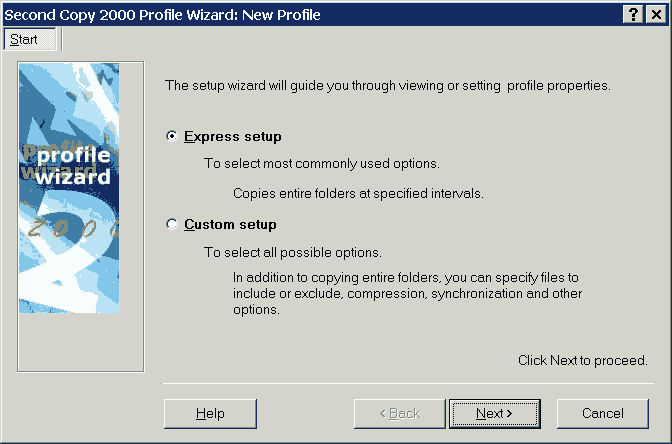 Second Copy 2000 Profile Wizard: New Profile
Start
The setup wizard will guide you through viewing or setting profile properties.
Express setup
To select most commonly used options.
Copies entire folders at specified intervals.
profile
wizard
2000
Custom setup
To select all possible options.
In addition to copying entire folders, you can specify files to
include or exclude, compression, synchronization and other
options.
Click Next to proceed.
Help
< Back
Next >
Cancel